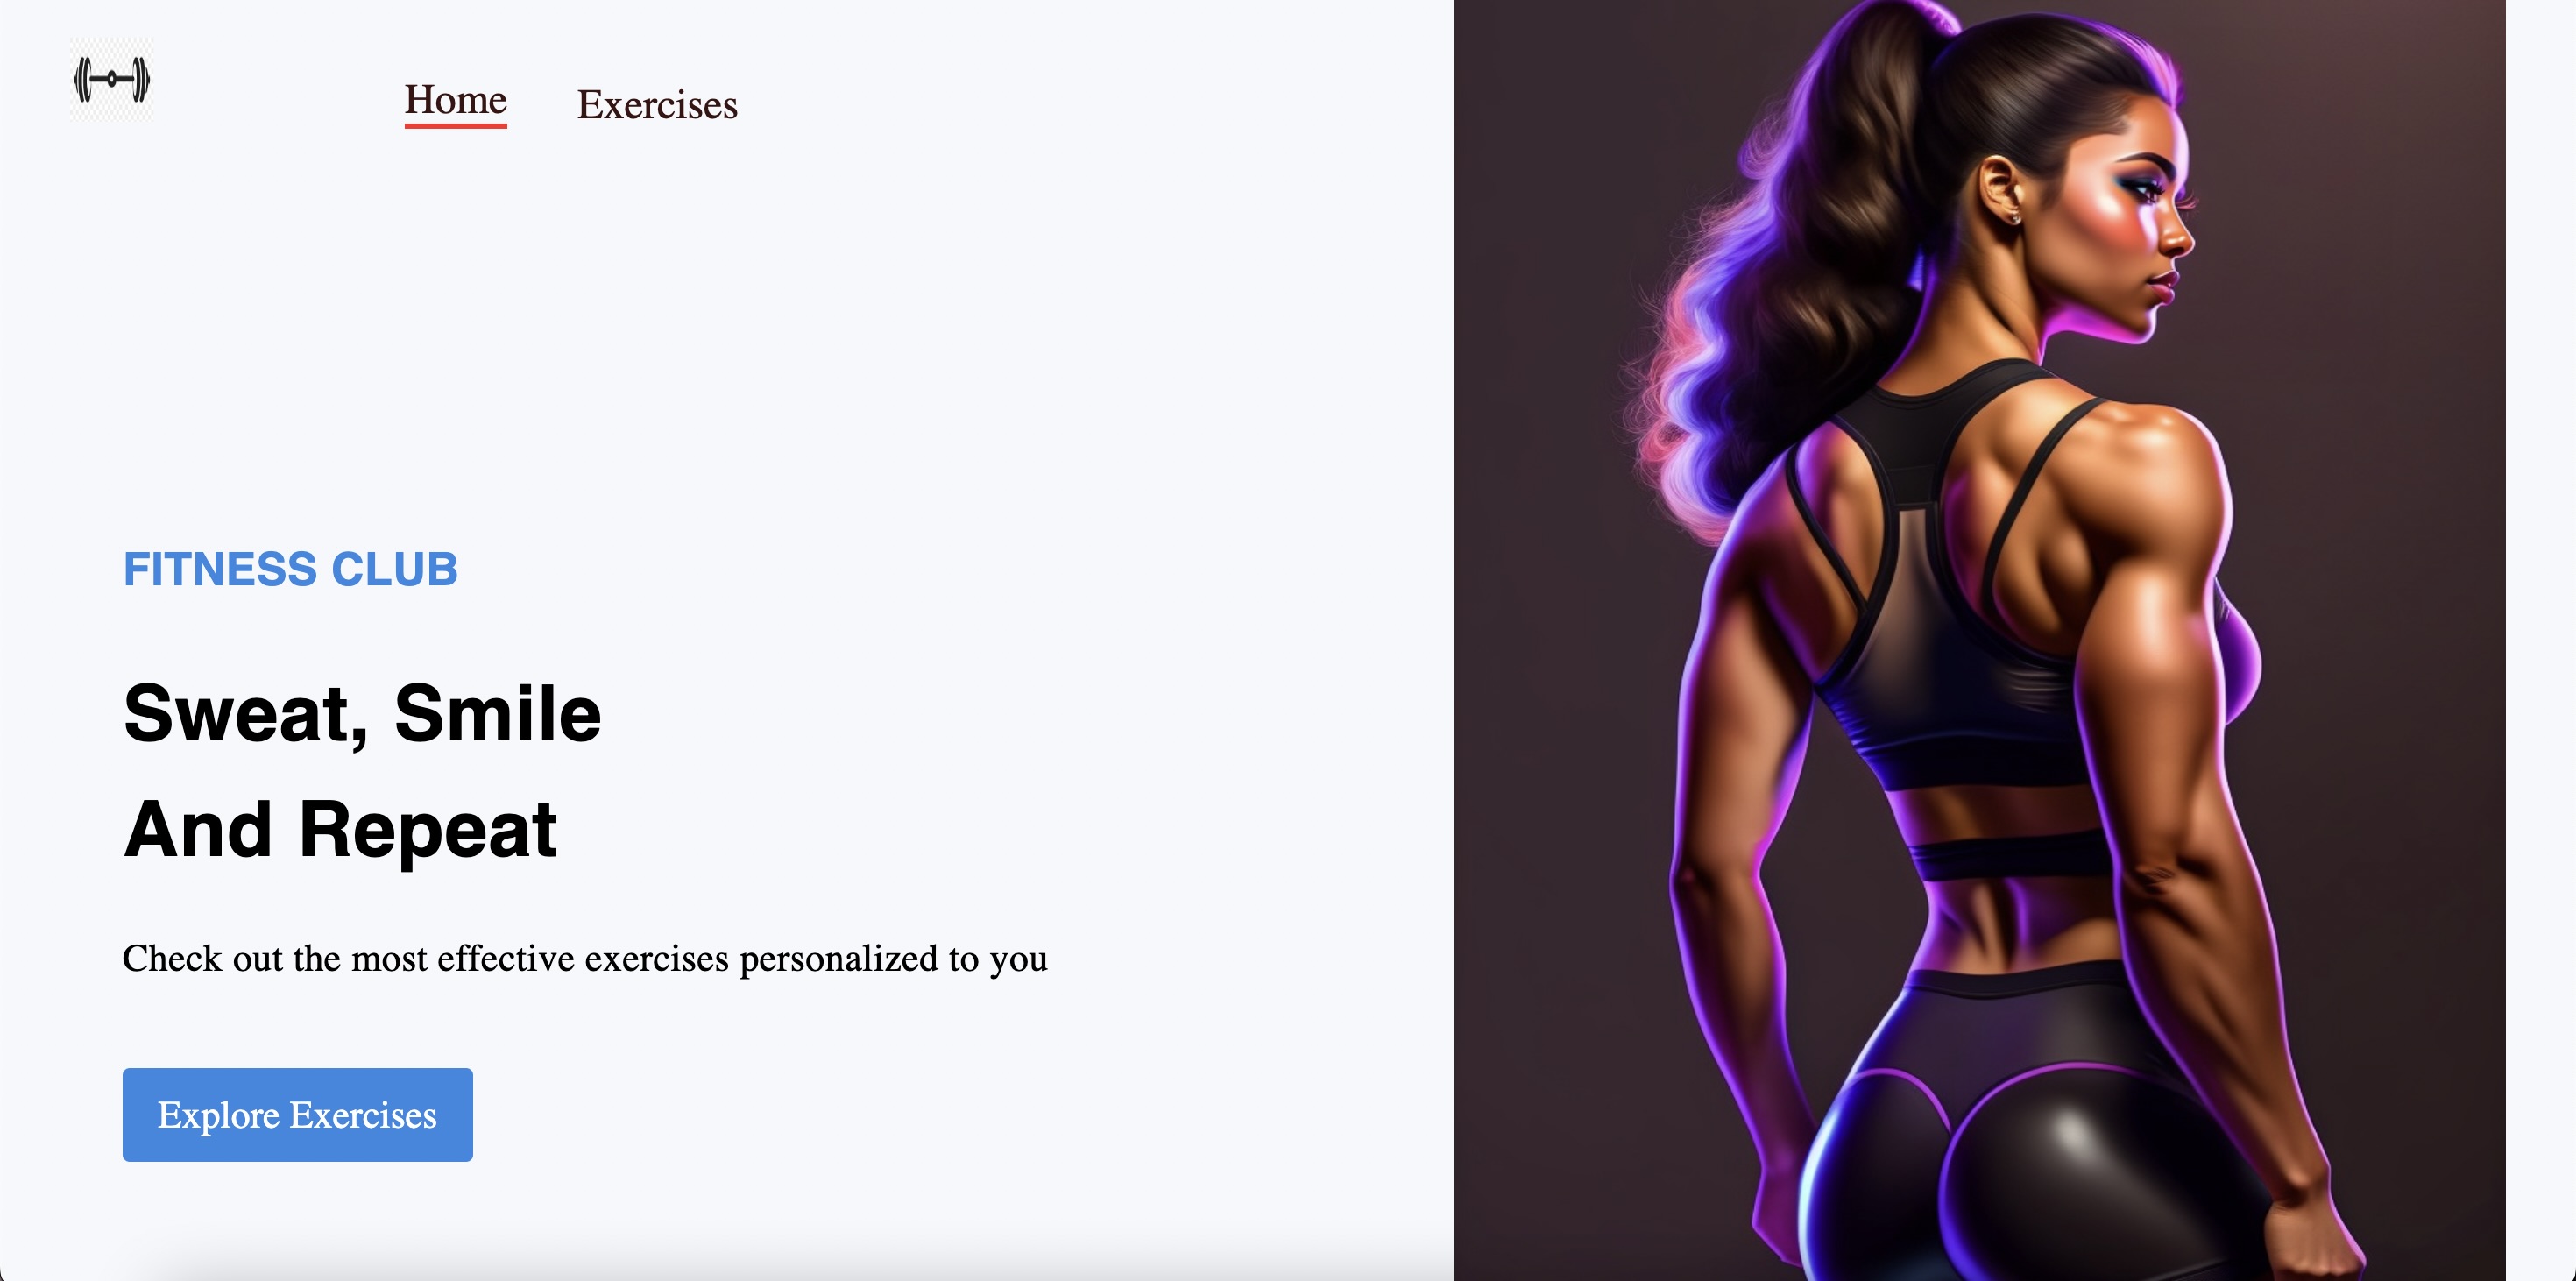 Home
Exercises
FITNESS CLUB
Sweat, Smile
And Repeat
Check out the most effective exercises personalized to you
Explore Exercises